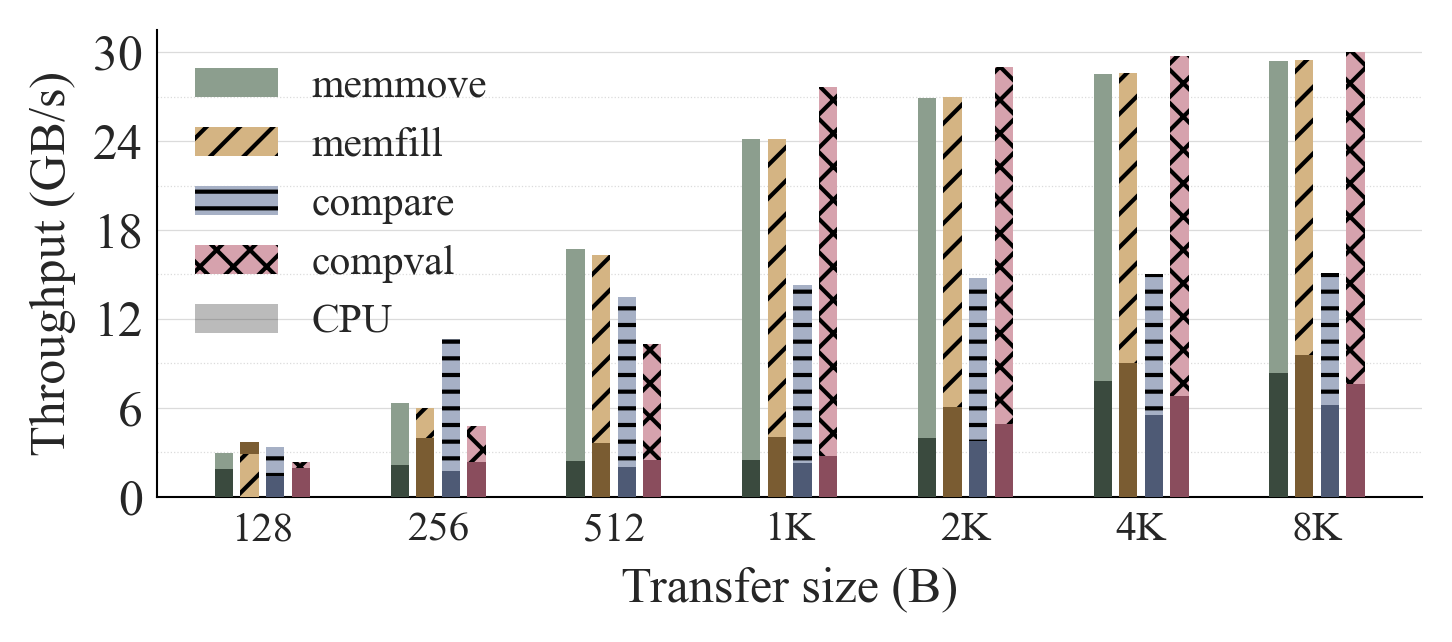 Throughput (GB/s)
30
24
18
12
6
0
memmove
memfill
compare
compval
CPU
128 256 512 1K 2K 4K 8K
Transfer size (B)